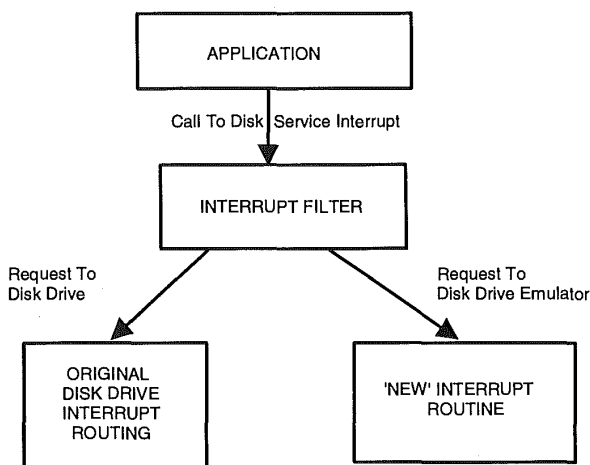 APPLICATION
Call To Disk Service Interrupt
INTERRUPT FILTER
Request To
Disk Drive
Request To
Disk Drive Emulator
ORIGINAL
DISK DRIVE
INTERRUPT
ROUTING
'NEW' INTERRUPT
ROUTINE